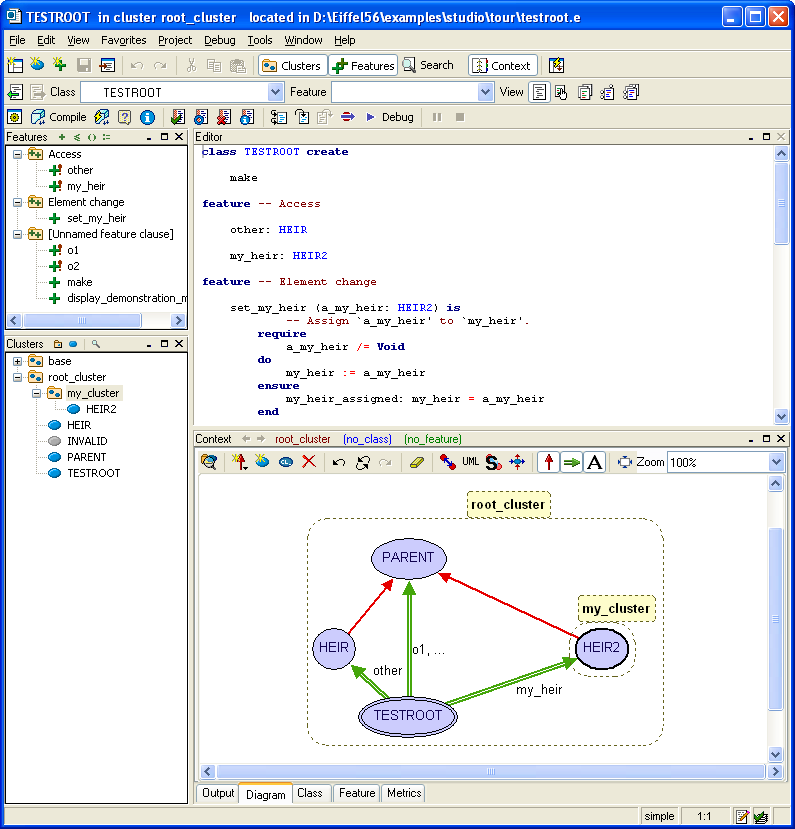 TESTROOT in cluster root_cluster located in D:\Eiffel56\examples\studio\tour\testroot.e
File Edit View Favorites Project Debug Tools Window Help
Clusters Features Search Context
Class TESTROOT Feature View
Compile Debug
Features
Access
other
my_heir
Element change
set_my_heir
[Unnamed feature clause]
o1
o2
make
display_demonstration_m
Clusters
base
root_cluster
my_cluster
HEIR2
HEIR
INVALID
PARENT
TESTROOT
Editor
class TESTROOT create
make
feature -- Access
other: HEIR
my_heir: HEIR2
feature -- Element change
set_my_heir (a_my_heir: HEIR2) is
-- Assign `a_my_heir' to `my_heir'.
require
a_my_heir /= Void
do
my_heir := a_my_heir
ensure
my_heir_assigned: my_heir = a_my_heir
end
Context root_cluster (no_class) (no_feature)
CL UML A Zoom 100%
root_cluster
PARENT
my_cluster
HEIR o1, ... HEIR2
other
my_heir
TESTROOT
Output Diagram Class Feature Metrics
simple 1:1